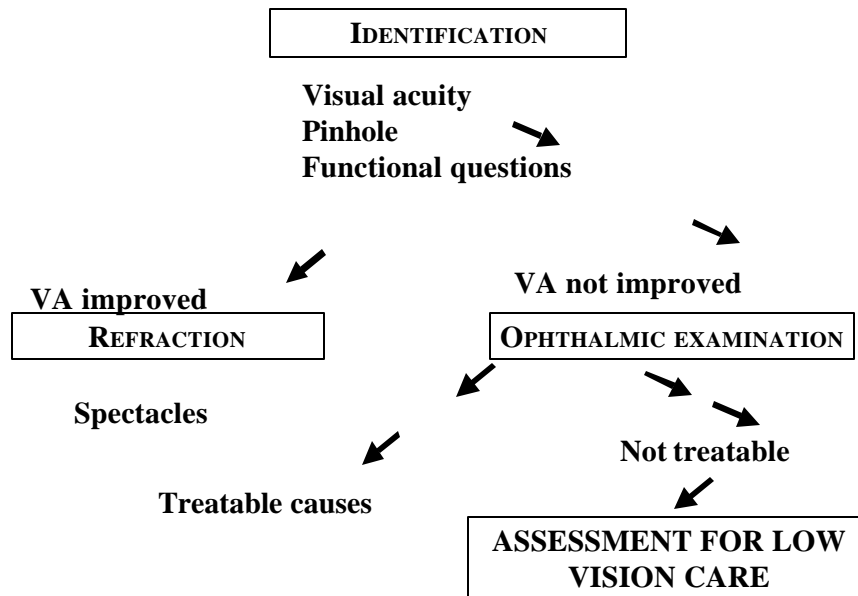 IDENTIFICATION
Visual acuity
Pinhole
Functional questions
VA improved
REFRACTION
Spectacles
VA not improved
OPHTHALMIC EXAMINATION
Treatable causes
Not treatable
ASSESSMENT FOR LOW
VISION CARE